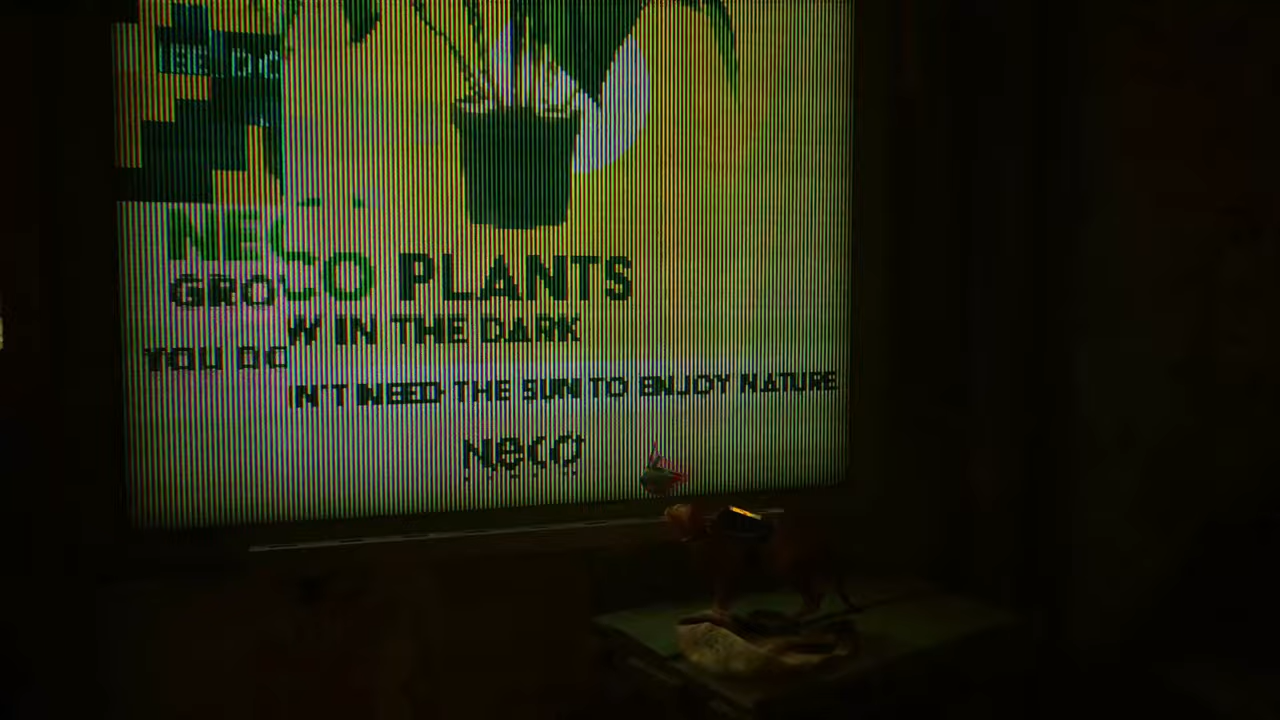 NECO PLANTS
GROW IN THE DARK
YOU DON'T NEED THE SUN TO ENJOY NATURE
Neco